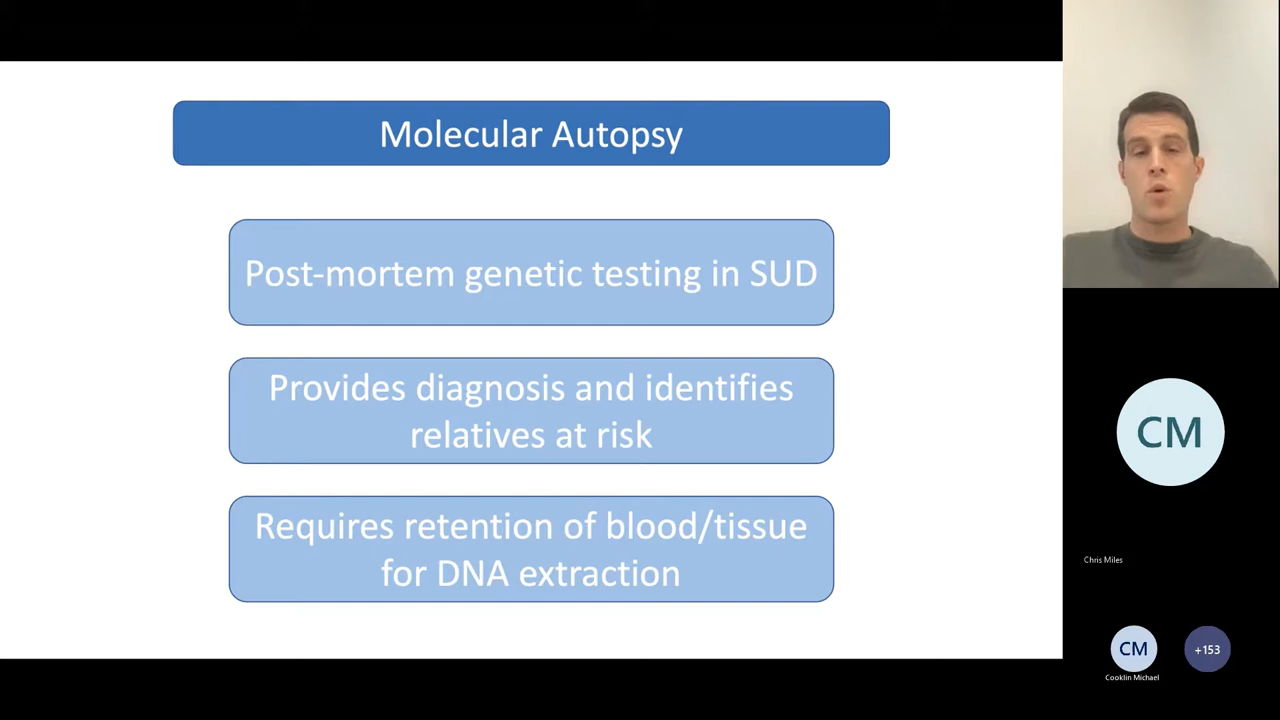 Molecular Autopsy
Post-mortem genetic testing in SUD
Provides diagnosis and identifies
relatives at risk
Requires retention of blood/tissue
for DNA extraction
CM
Chris Miles
CM
+153
Cooklin Michael